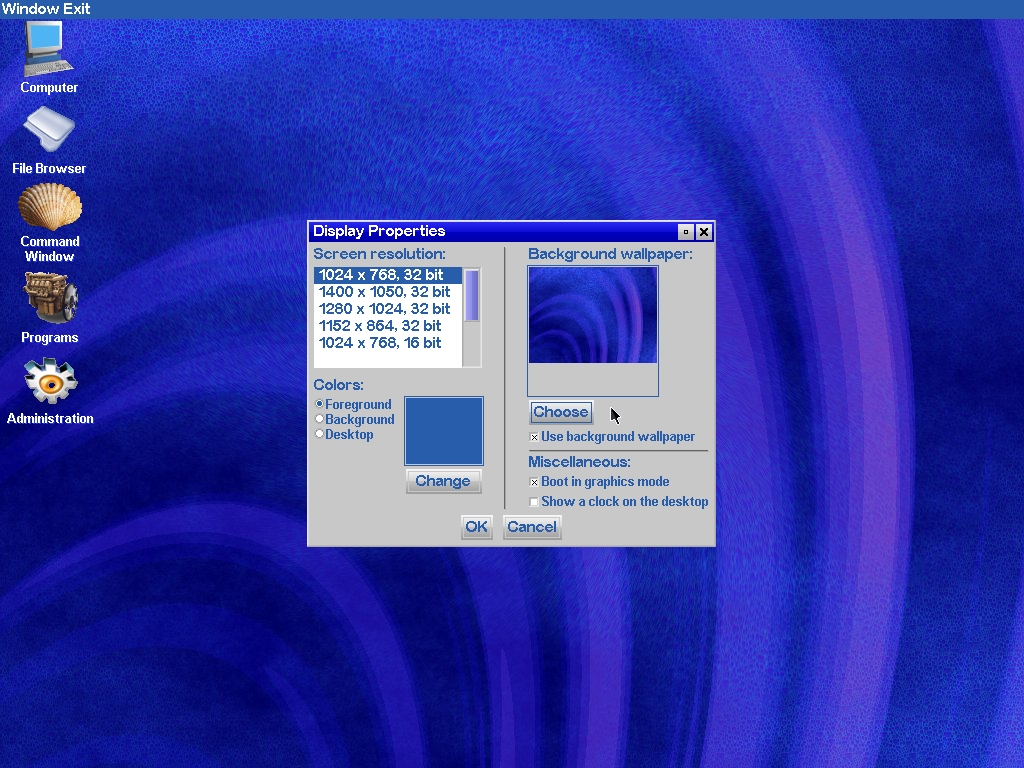 Window Exit
Computer
File Browser
Command
Window
Programs
Administration
Display Properties
Screen resolution:
1024 x 768, 32 bit
1400 x 1050, 32 bit
1280 x 1024, 32 bit
1152 x 864, 32 bit
1024 x 768, 16 bit
Colors:
Foreground
Background
Desktop
Change
Background wallpaper:
Choose
Use background wallpaper
Miscellaneous:
Boot in graphics mode
Show a clock on the desktop
OK
Cancel